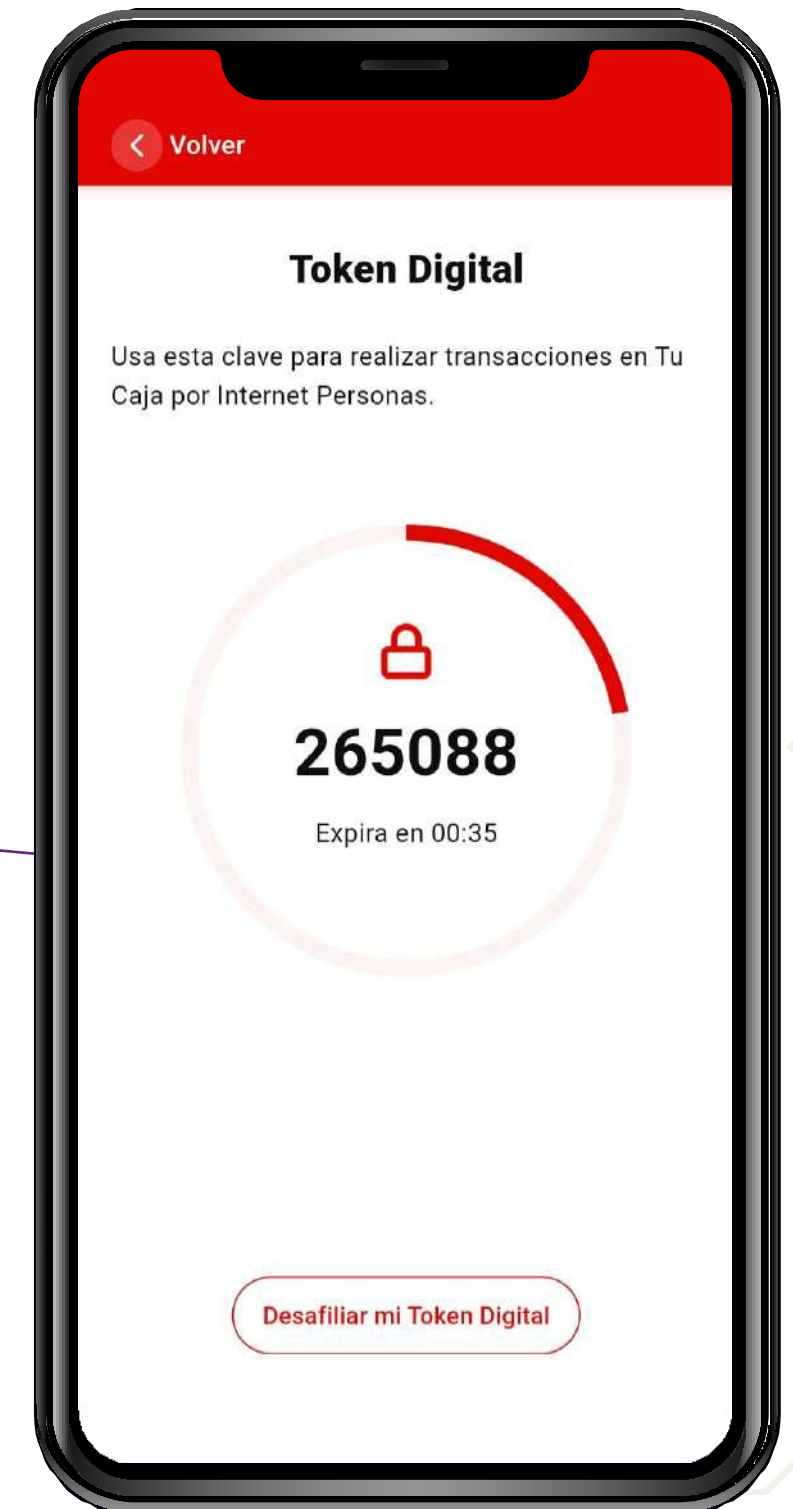 Volver
Token Digital
Usa esta clave para realizar transacciones en Tu
Caja por Internet Personas.
265088
Expira en 00:35
Desafiliar mi Token Digital